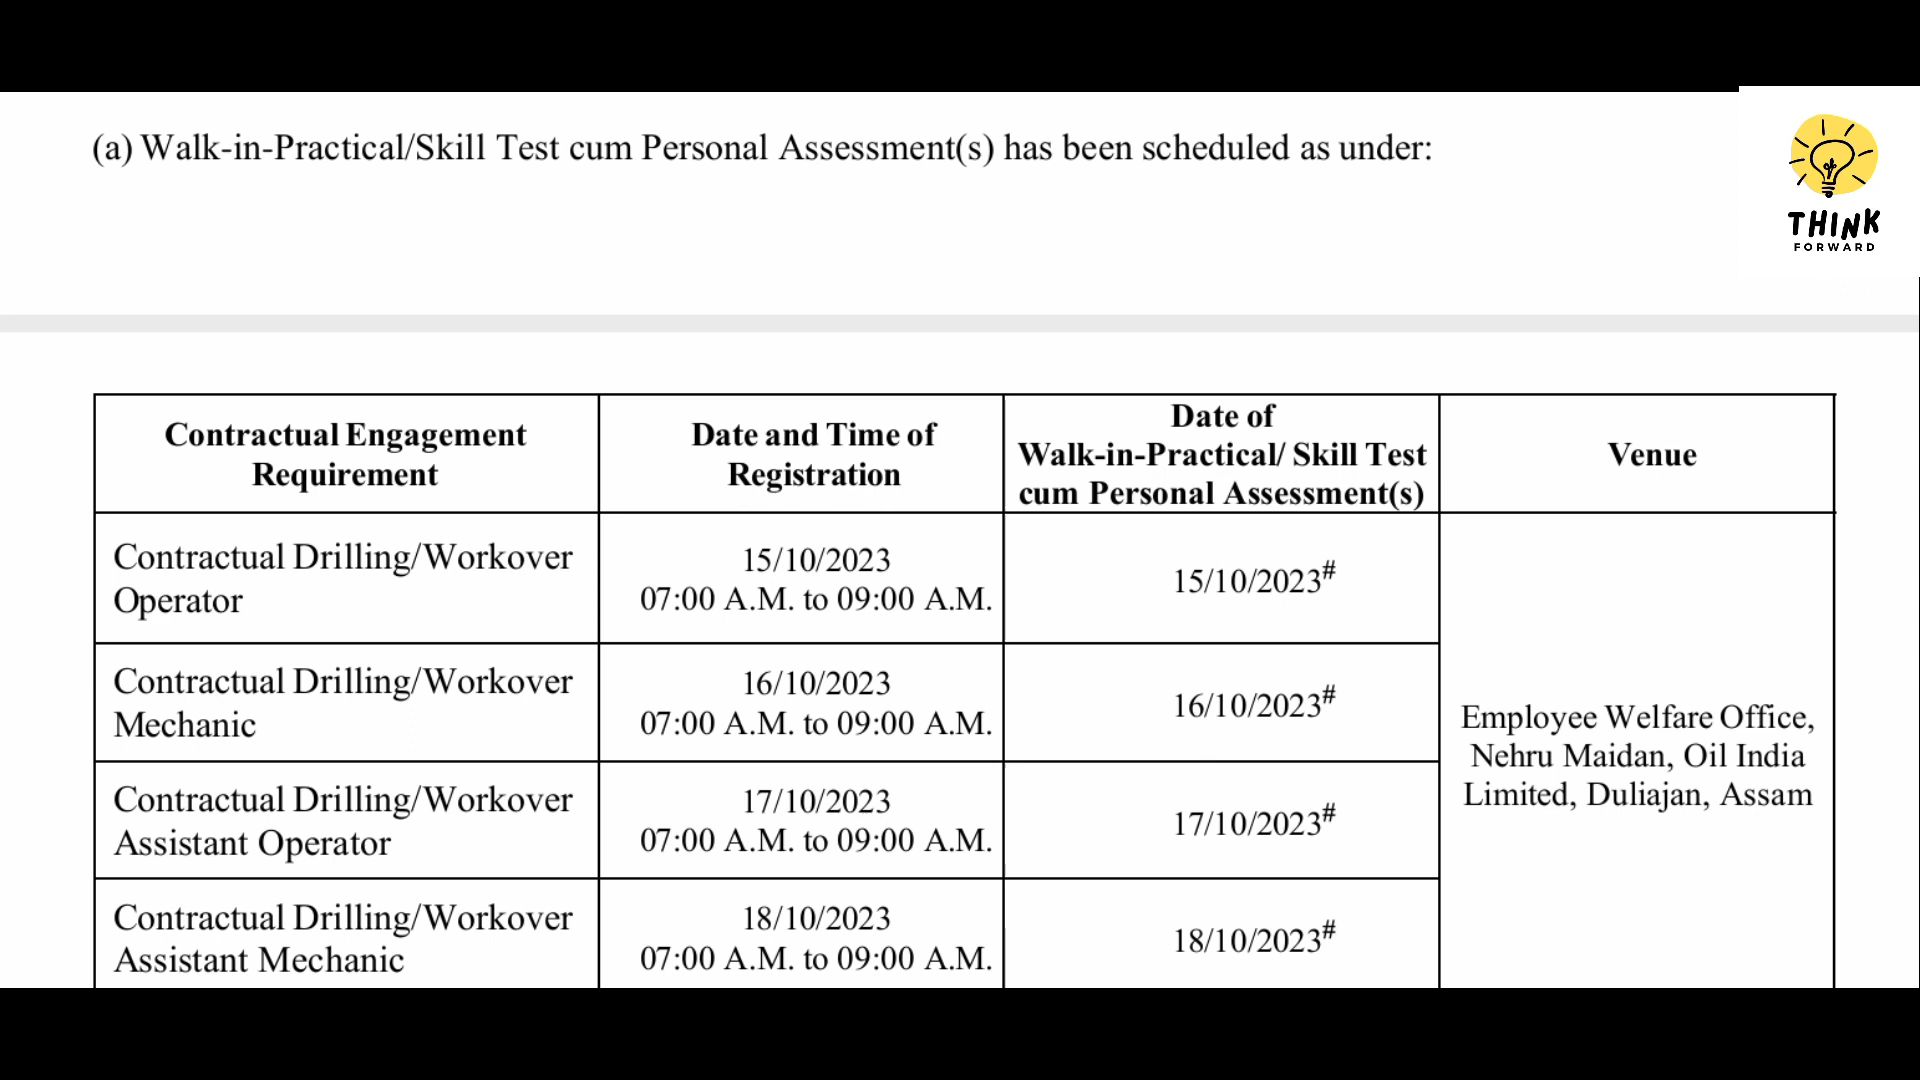 (a) Walk-in-Practical/Skill Test cum Personal Assessment(s) has been scheduled as under:
THINK
FORWARD
Contractual Engagement
Requirement
Date and Time of
Registration
Date of
Walk-in-Practical/ Skill Test
cum Personal Assessment(s)
Venue
Contractual Drilling/Workover
Operator
15/10/2023
07:00 A.M. to 09:00 A.M.
15/10/2023#
Contractual Drilling/Workover
Mechanic
16/10/2023
07:00 A.M. to 09:00 A.M.
16/10/2023#
Contractual Drilling/Workover
Assistant Operator
17/10/2023
07:00 A.M. to 09:00 A.M.
17/10/2023#
Contractual Drilling/Workover
Assistant Mechanic
18/10/2023
07:00 A.M. to 09:00 A.M.
18/10/2023#
Employee Welfare Office,
Nehru Maidan, Oil India
Limited, Duliajan, Assam